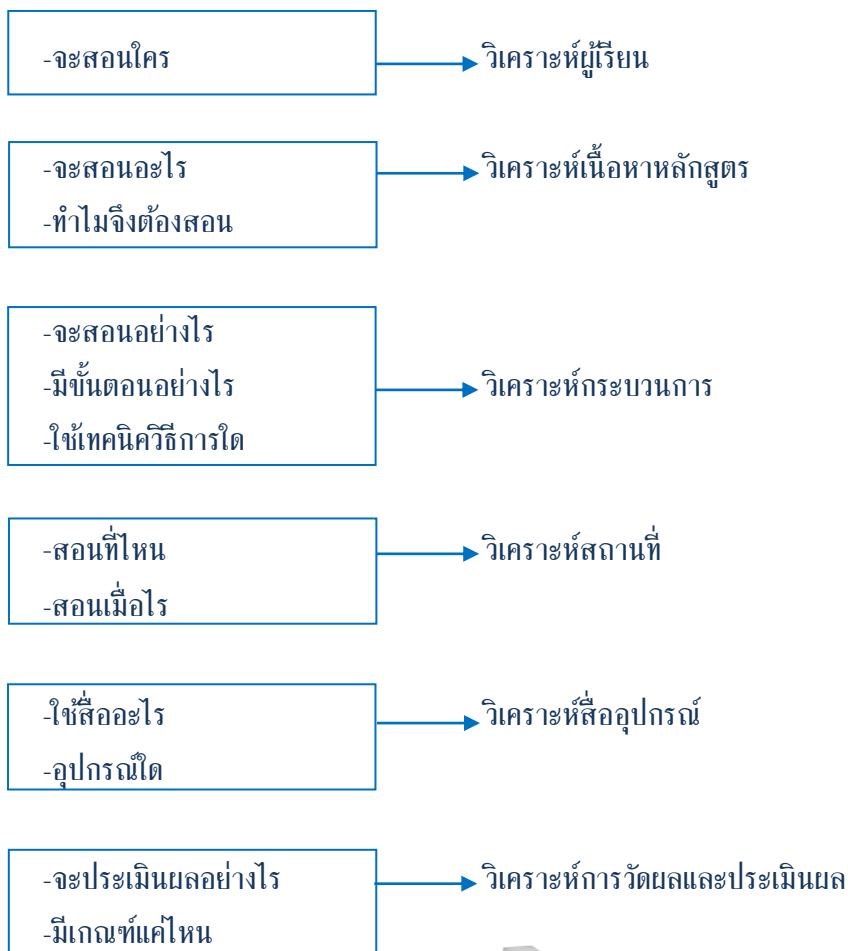 -จะสอนใคร
วิเคราะห์ผู้เรียน
-จะสอนอะไร
วิเคราะห์เนื้อหาหลักสูตร
-ทำไมจึงต้องสอน
-จะสอนอย่างไร
-มีขั้นตอนอย่างไร
วิเคราะห์กระบวนการ
-ใช้เทคนิควิธีการใด
-สอนที่ไหน
วิเคราะห์สถานที่
-สอนเมื่อไร
-ใช้สื่ออะไร
วิเคราะห์สื่ออุปกรณ์
-อุปกรณ์ใด
-จะประเมินผลอย่างไร
วิเคราะห์การวัดผลและประเมินผล
-มีเกณฑ์แค่ไหน